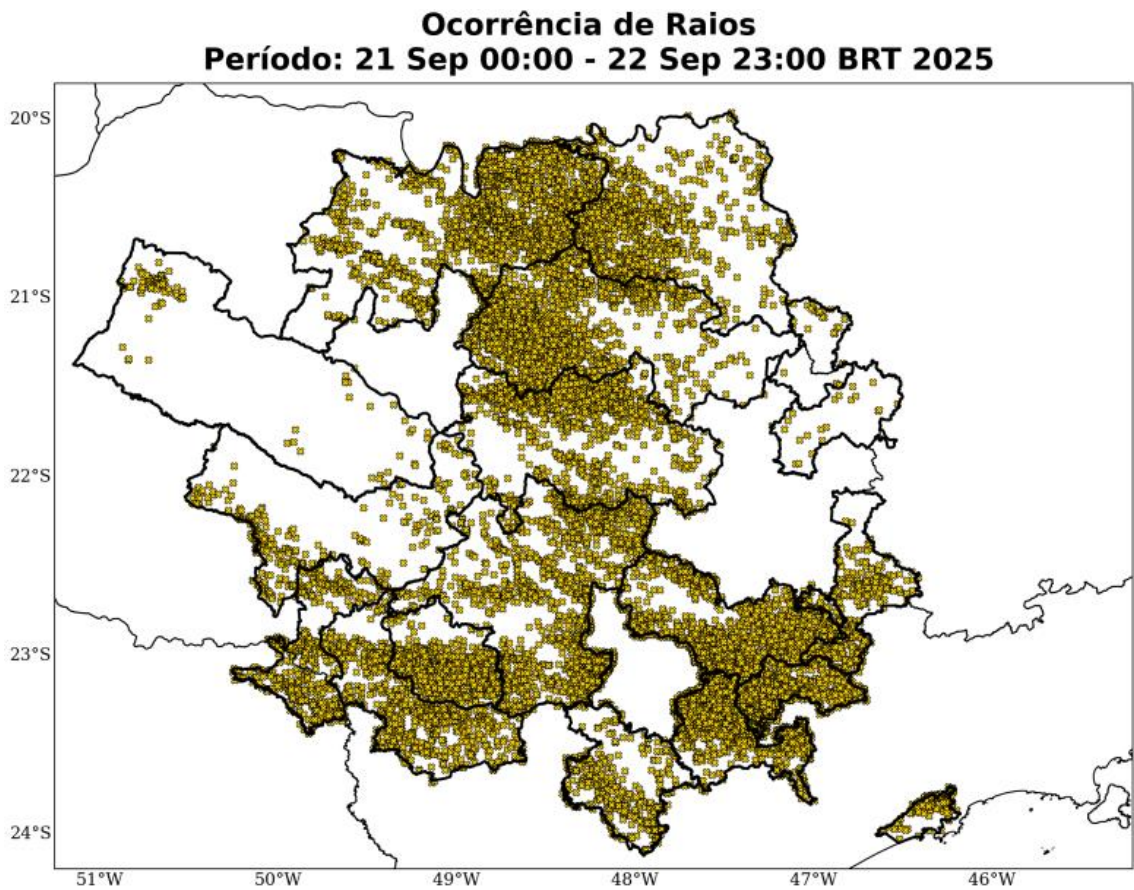 Ocorrência de Raios
Período: 21 Sep 00:00 - 22 Sep 23:00 BRT 2025
20°S
21°S
22°S
23°S
24°S
51°W 50°W 49°W 48°W 47°W 46°W